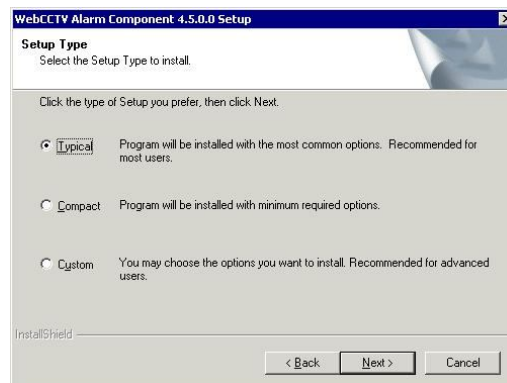 WebCCTV Alarm Component 4.5.0.0 Setup
Setup Type
Select the Setup Type to install.
Click the type of Setup you prefer, then click Next.
Typical
Program will be installed with the most common options. Recommended for
most users.
Compact
Program will be installed with minimum required options.
Custom
You may choose the options you want to install. Recommended for advanced
users.
InstallShield
< Back
Next >
Cancel